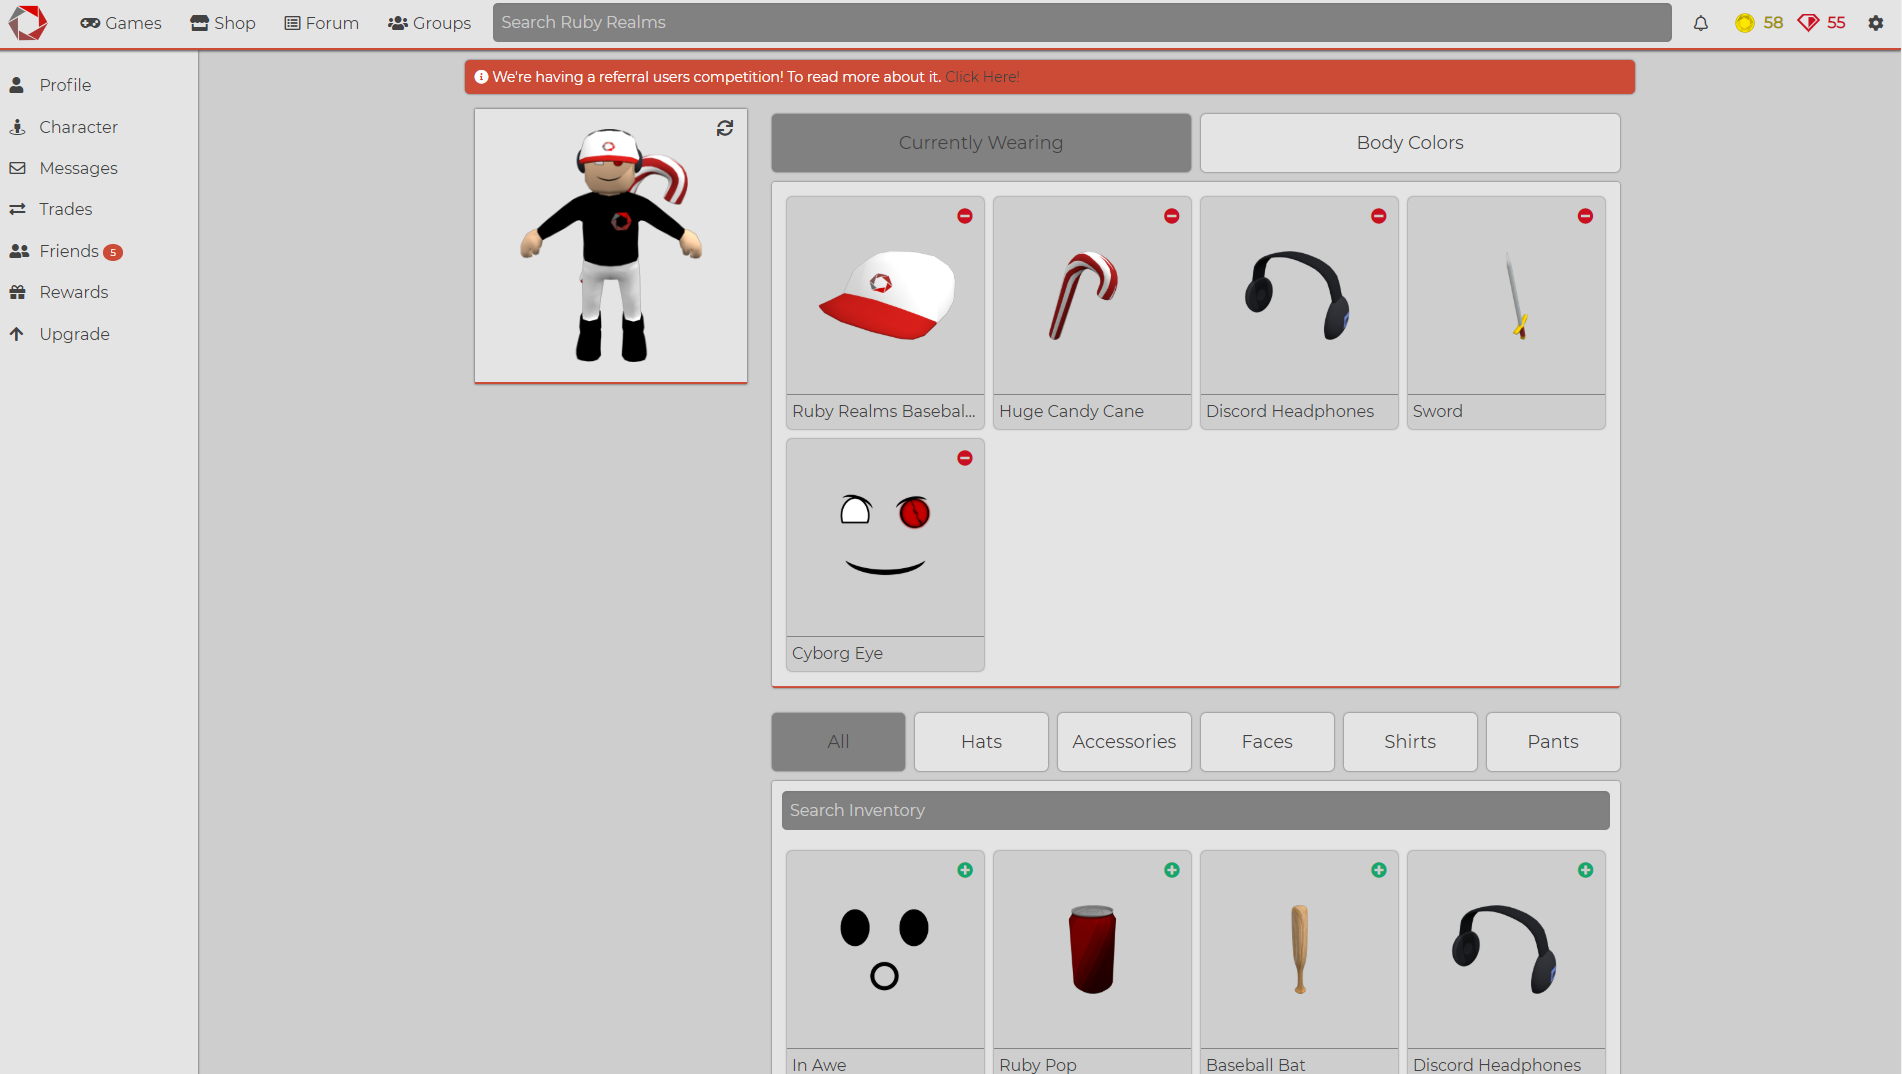 Games
Shop
Forum
Groups
Search Ruby Realms
58
55
Profile
Character
Messages
Trades
Friends 5
Rewards
Upgrade
We're having a referral users competition! To read more about it. Click Here!
Currently Wearing
Body Colors
Ruby Realms Basebal...
Huge Candy Cane
Discord Headphones
Sword
Cyborg Eye
All
Hats
Accessories
Faces
Shirts
Pants
Search Inventory
In Awe
Ruby Pop
Baseball Bat
Discord Headphones